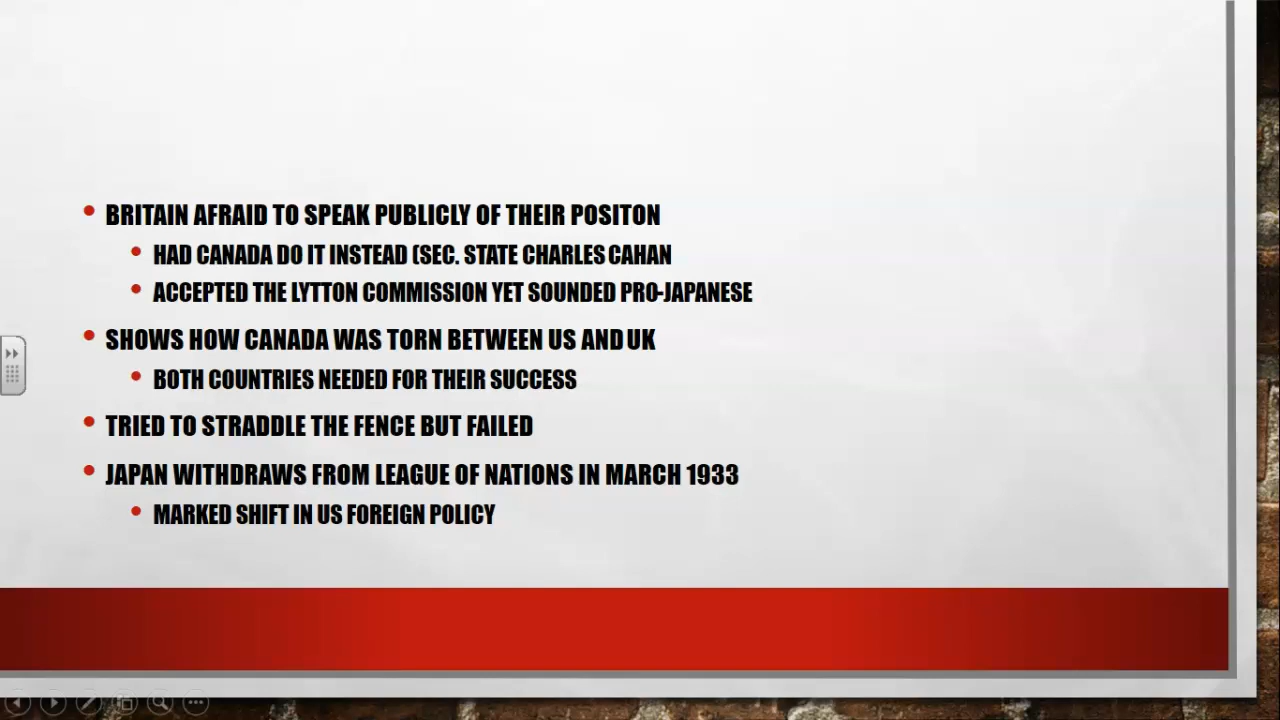 BRITAIN AFRAID TO SPEAK PUBLICLY OF THEIR POSITON
HAD CANADA DO IT INSTEAD (SEC. STATE CHARLES CAHAN
ACCEPTED THE LYTTON COMMISSION YET SOUNDED PRO-JAPANESE
SHOWS HOW CANADA WAS TORN BETWEEN US AND UK
BOTH COUNTRIES NEEDED FOR THEIR SUCCESS
TRIED TO STRADDLE THE FENCE BUT FAILED
JAPAN WITHDRAWS FROM LEAGUE OF NATIONS IN MARCH 1933
MARKED SHIFT IN US FOREIGN POLICY